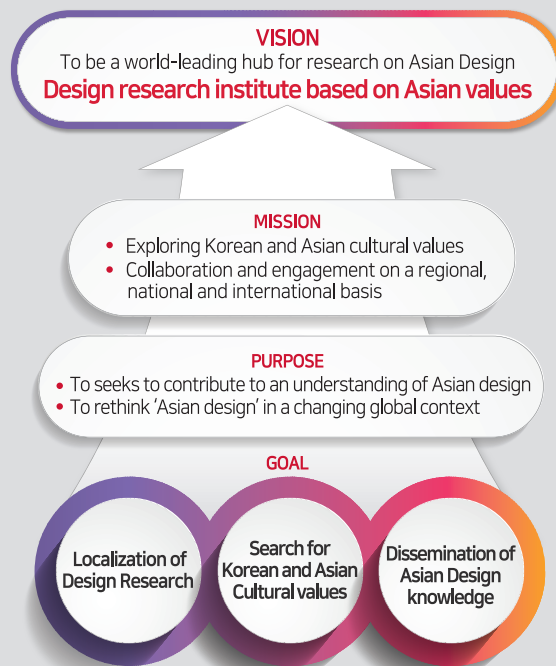 VISION
To be a world-leading hub for research on Asian Design
Design research institute based on Asian values
MISSION
• Exploring Korean and Asian cultural values
• Collaboration and engagement on a regional,
national and international basis
PURPOSE
• To seeks to contribute to an understanding of Asian design
• To rethink 'Asian design' in a changing global context
GOAL
Localization of
Design Research
Search for
Korean and Asian
Cultural values
Dissemination of
Asian Design
knowledge